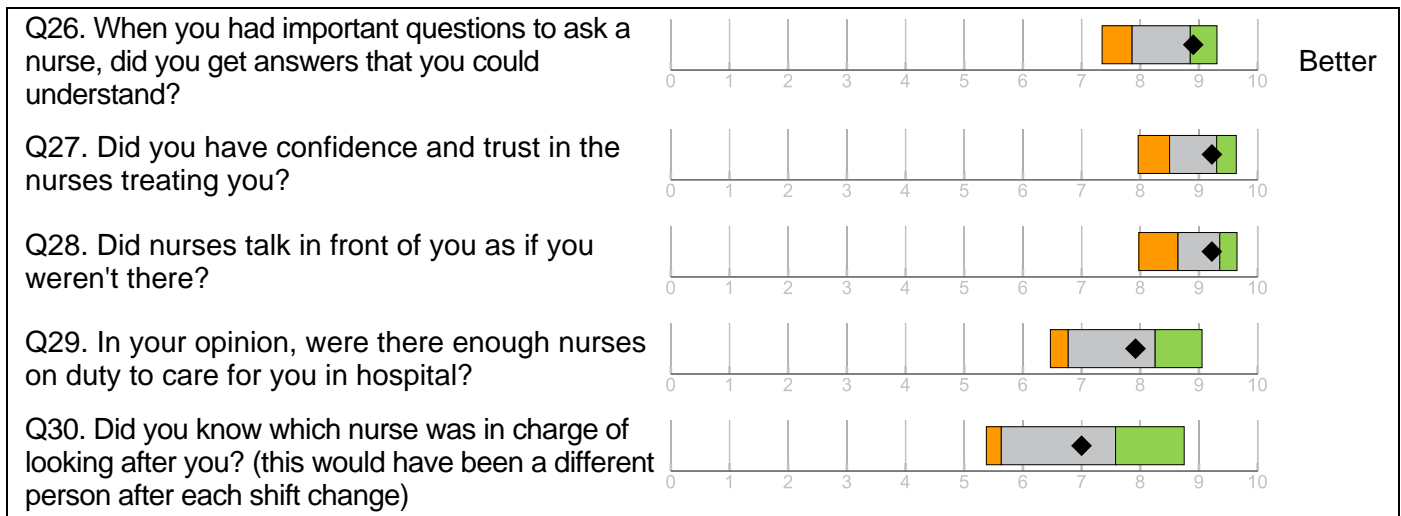 Q26. When you had important questions to ask a
nurse, did you get answers that you could
understand?
0 1 2 3 4 5 6 7 8 9 10
Better
Q27. Did you have confidence and trust in the
nurses treating you?
0 1 2 3 4 5 6 7 8 9 10
Q28. Did nurses talk in front of you as if you
weren't there?
0 1 2 3 4 5 6 7 8 9 10
Q29. In your opinion, were there enough nurses
on duty to care for you in hospital?
0 1 2 3 4 5 6 7 8 9 10
Q30. Did you know which nurse was in charge of
looking after you? (this would have been a different
person after each shift change)
0 1 2 3 4 5 6 7 8 9 10